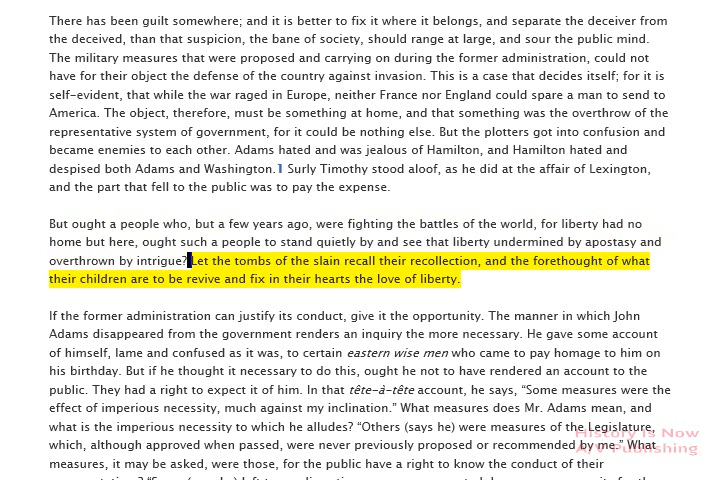 There has been guilt somewhere; and it is better to fix it where it belongs, and separate the deceiver from
the deceived, than that suspicion, the bane of society, should range at large, and sour the public mind.
The military measures that were proposed and carrying on during the former administration, could not
have for their object the defense of the country against invasion. This is a case that decides itself; for it is
self-evident, that while the war raged in Europe, neither France nor England could spare a man to send to
America. The object, therefore, must be something at home, and that something was the overthrow of the
representative system of government, for it could be nothing else. But the plotters got into confusion and
became enemies to each other. Adams hated and was jealous of Hamilton, and Hamilton hated and
despised both Adams and Washington.1 Surly Timothy stood aloof, as he did at the affair of Lexington,
and the part that fell to the public was to pay the expense.
But ought a people who, but a few years ago, were fighting the battles of the world, for liberty had no
home but here, ought such a people to stand quietly by and see that liberty undermined by apostasy and
overthrown by intrigue? Let the tombs of the slain recall their recollection, and the forethought of what
their children are to be revive and fix in their hearts the love of liberty.
If the former administration can justify its conduct, give it the opportunity. The manner in which John
Adams disappeared from the government renders an inquiry the more necessary. He gave some account
of himself, lame and confused as it was, to certain eastern wise men who came to pay homage to him on
his birthday. But if he thought it necessary to do this, ought he not to have rendered an account to the
public. They had a right to expect it of him. In that tête-à-tête account, he says, “Some measures were the
effect of imperious necessity, much against my inclination.” What measures does Mr. Adams mean, and
what is the imperious necessity to which he alludes? “Others (says he) were measures of the Legislature,
which, although approved when passed, were never previously proposed or recommended by me.” What
measures, it may be asked, were those, for the public have a right to know the conduct of their
History is Now
A/V Publishing